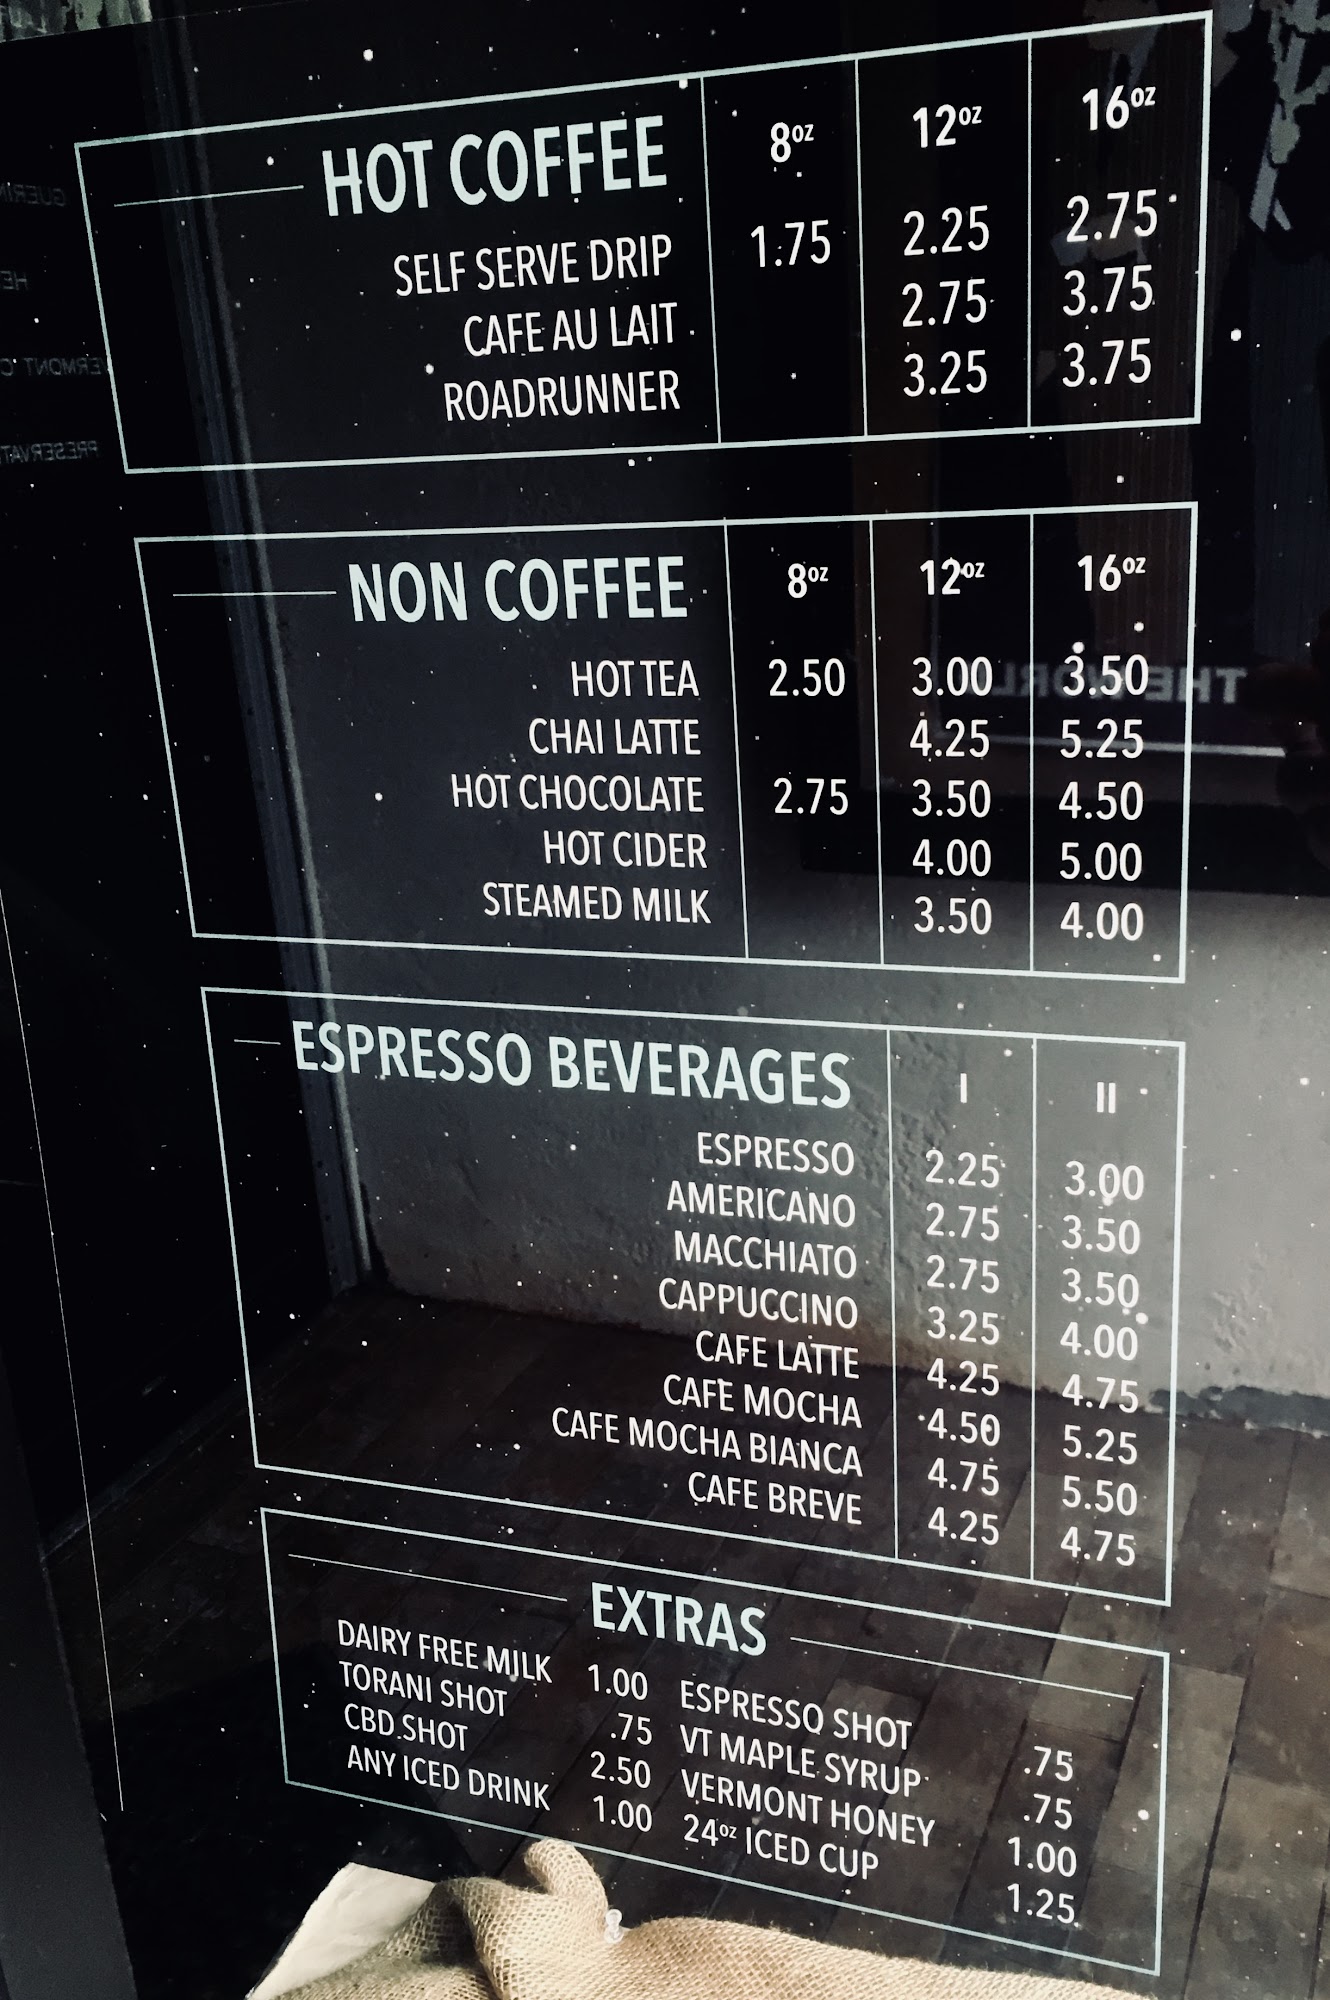 HOT COFFEE 8oz 12oz 16oz
SELF SERVE DRIP 1.75 2.25 2.75
CAFE AU LAIT 2.75 3.75
ROADRUNNER 3.25 3.75
NON COFFEE 8oz 12oz 16oz
HOT TEA 2.50 3.00 3.50
CHAI LATTE 4.25 5.25
HOT CHOCOLATE 2.75 3.50 4.50
HOT CIDER 4.00 5.00
STEAMED MILK 3.50 4.00
ESPRESSO BEVERAGES I II
ESPRESSO 2.25 3.00
AMERICANO 2.75 3.50
MACCHIATO 2.75 3.50
CAPPUCCINO 3.25 4.00
CAFE LATTE 4.25 4.75
CAFE MOCHA 4.50 5.25
CAFE MOCHA BIANCA 4.75 5.50
CAFE BREVE 4.25 4.75
EXTRAS
DAIRY FREE MILK 1.00 ESPRESSO SHOT .75
TORANI SHOT .75 VT MAPLE SYRUP .75
CBD SHOT 2.50 VERMONT HONEY 1.00
ANY ICED DRINK 1.00 24oz ICED CUP 1.25